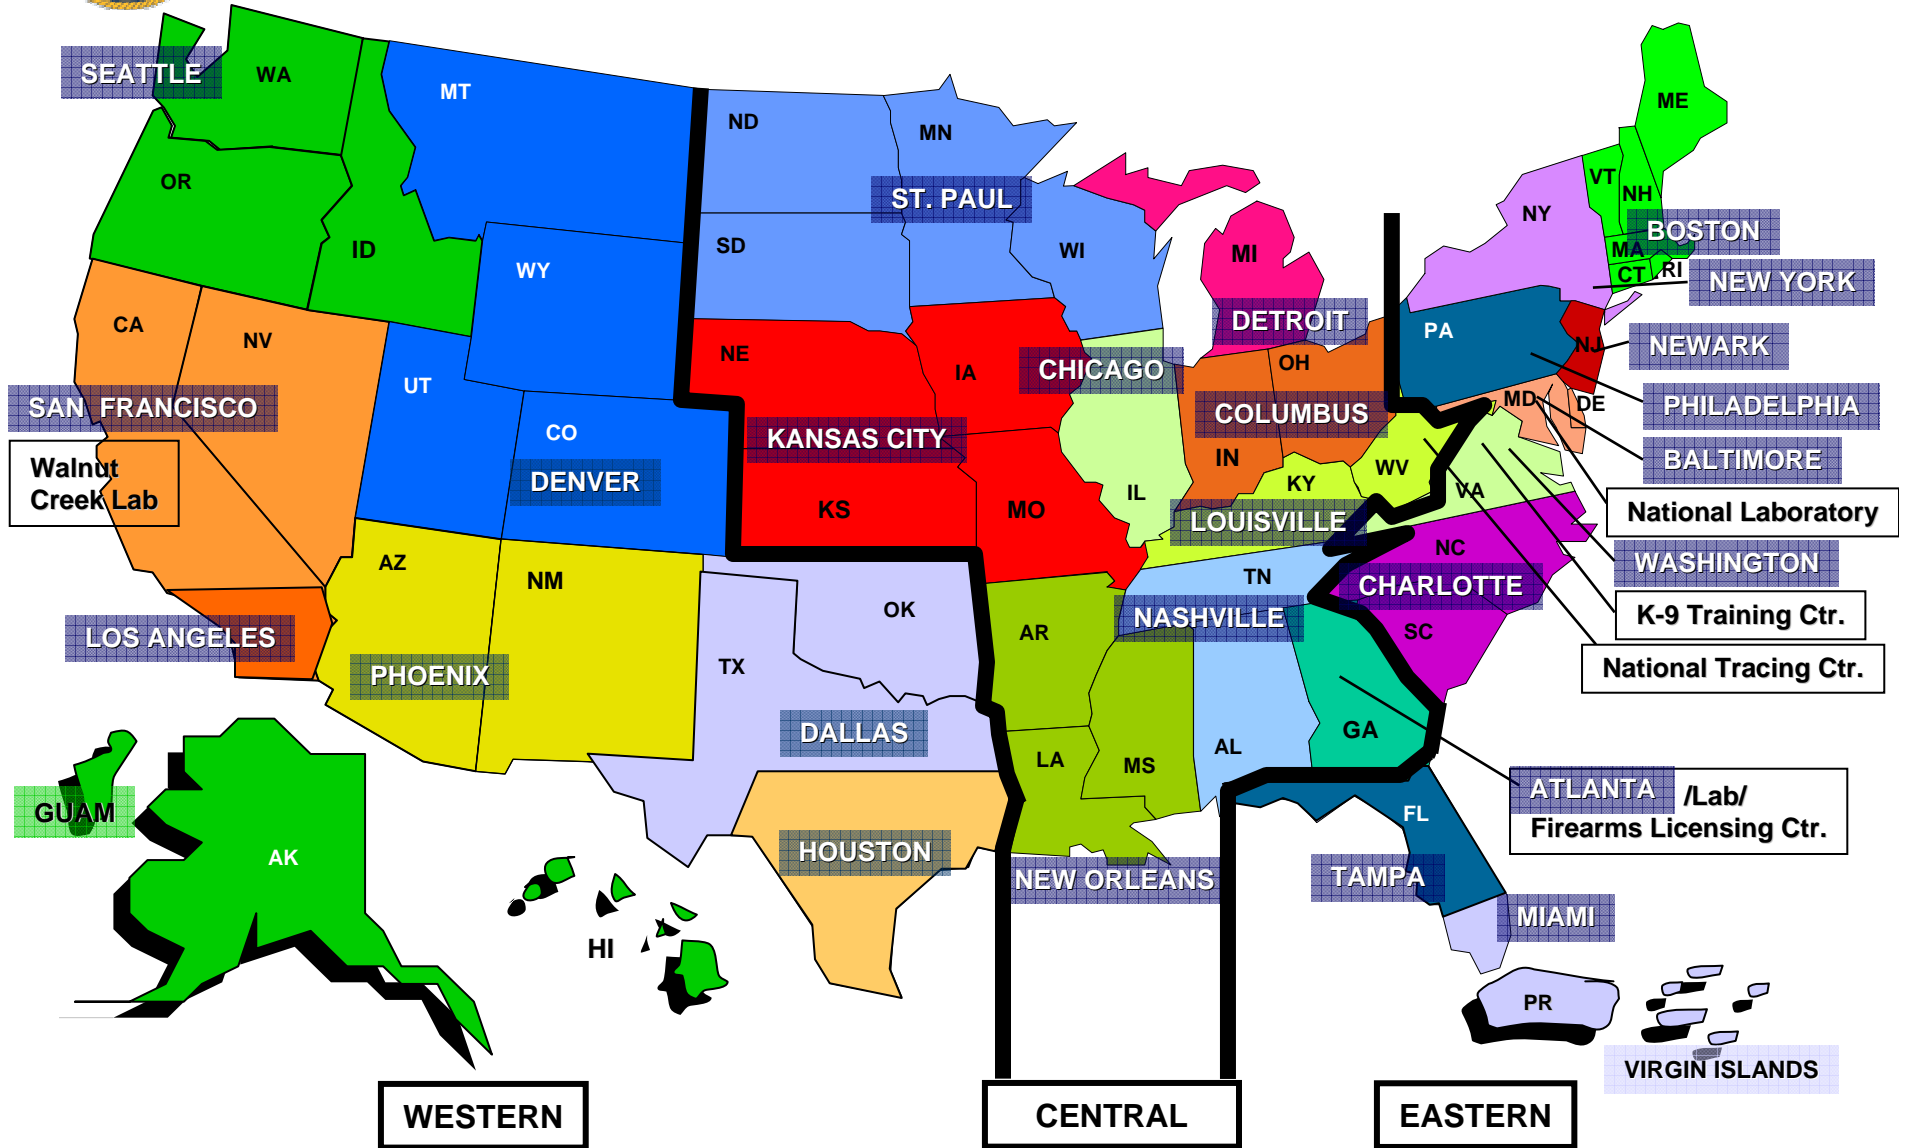 SEATTLE
WA
MT
ND
MN
ME
OR
ID
WY
SD
ST. PAUL
WI
MI
NY
VT
NH
BOSTON
MA
CT
RI
NEW YORK
CA
NV
UT
CO
NE
IA
CHICAGO
DETROIT
OH
PA
NJ
NEWARK
SAN FRANCISCO
Walnut
Creek Lab
DENVER
KANSAS CITY
KS
MO
IL
IN
COLUMBUS
KY
WV
VA
MD
DE
PHILADELPHIA
BALTIMORE
National Laboratory
LOUISVILLE
WASHINGTON
K-9 Training Ctr.
National Tracing Ctr.
AZ
NM
OK
TX
AR
TN
NASHVILLE
NC
CHARLOTTE
SC
LOS ANGELES
PHOENIX
DALLAS
LA
MS
AL
GA
ATLANTA /Lab/
Firearms Licensing Ctr.
GUAM
AK
HI
HOUSTON
NEW ORLEANS
FL
TAMPA
MIAMI
PR
VIRGIN ISLANDS
WESTERN
CENTRAL
EASTERN